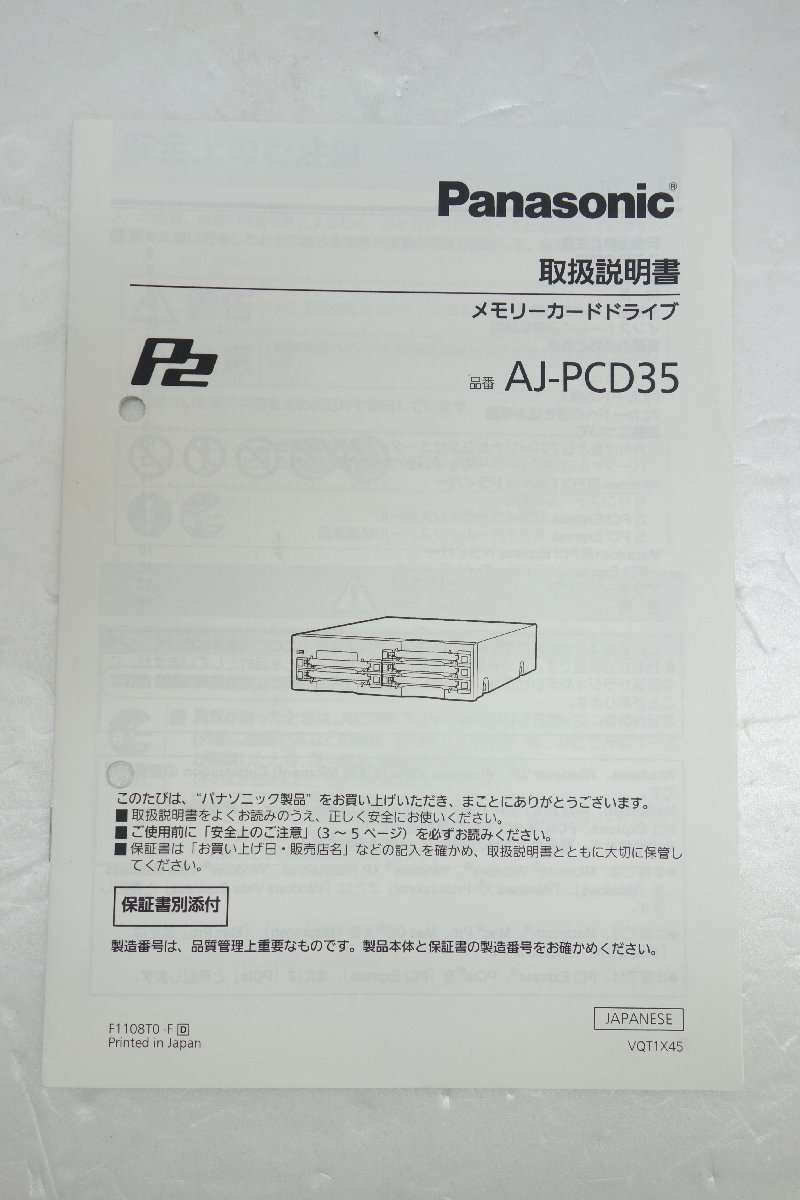 Panasonic®
取扱説明書
メモリーカードドライブ
P2
品番 AJ-PCD35
このたびは、“パナソニック製品”をお買い上げいただき、まことにありがとうございます。
■取扱説明書をよくお読みのうえ、正しく安全にお使いください。
■ご使用前に「安全上のご注意」(3～5ページ)を必ずお読みください。
■保証書は「お買い上げ日・販売店名」などの記入を確かめ、取扱説明書とともに大切に保管し
てください。
保証書別添付
製造番号は、品質管理上重要なものです。製品本体と保証書の製造番号をお確かめください。
F1108T0 -F D
Printed in Japan
JAPANESE
VQT1X45